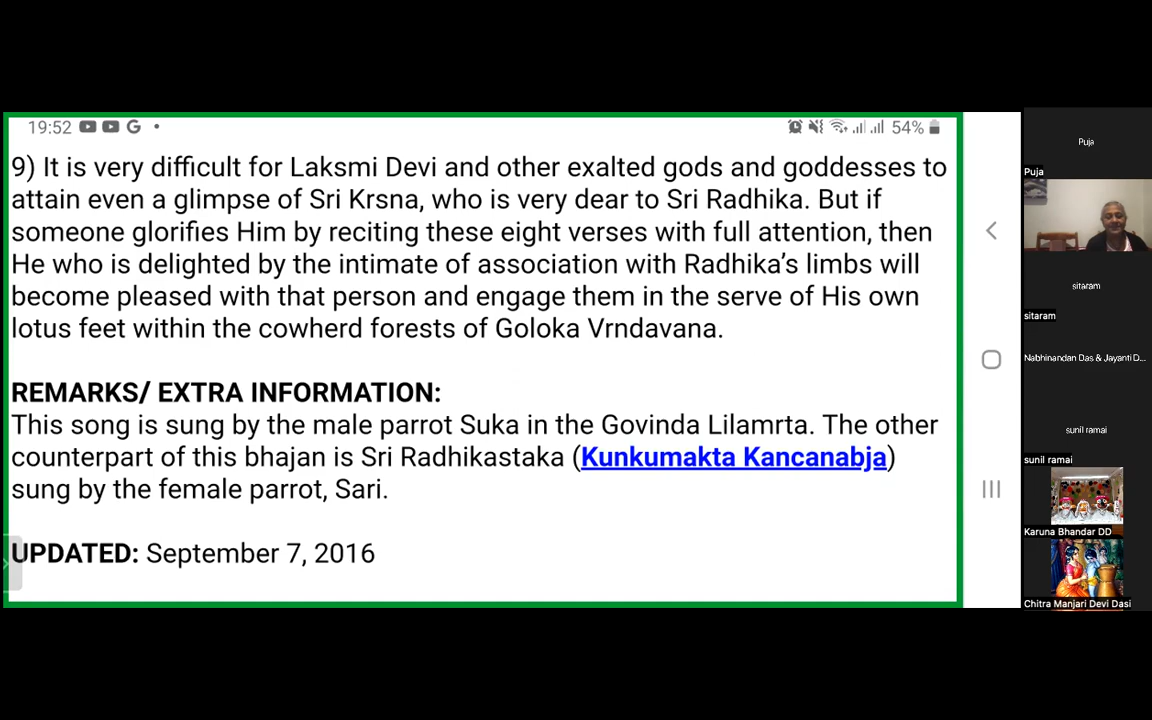 19:52
54%
9) It is very difficult for Laksmi Devi and other exalted gods and goddesses to
attain even a glimpse of Sri Krsna, who is very dear to Sri Radhika. But if
someone glorifies Him by reciting these eight verses with full attention, then
He who is delighted by the intimate of association with Radhika’s limbs will
become pleased with that person and engage them in the serve of His own
lotus feet within the cowherd forests of Goloka Vrndavana.
REMARKS/ EXTRA INFORMATION:
This song is sung by the male parrot Suka in the Govinda Lilamrta. The other
counterpart of this bhajan is Sri Radhikastaka (Kunkumakta Kancanabja)
sung by the female parrot, Sari.
UPDATED: September 7, 2016
Puja
Puja
sitaram
sitaram
Nabhinandan Das & Jayanti D...
sunil ramai
sunil ramai
Karuna Bhandar DD
Chitra Manjari Devi Dasi